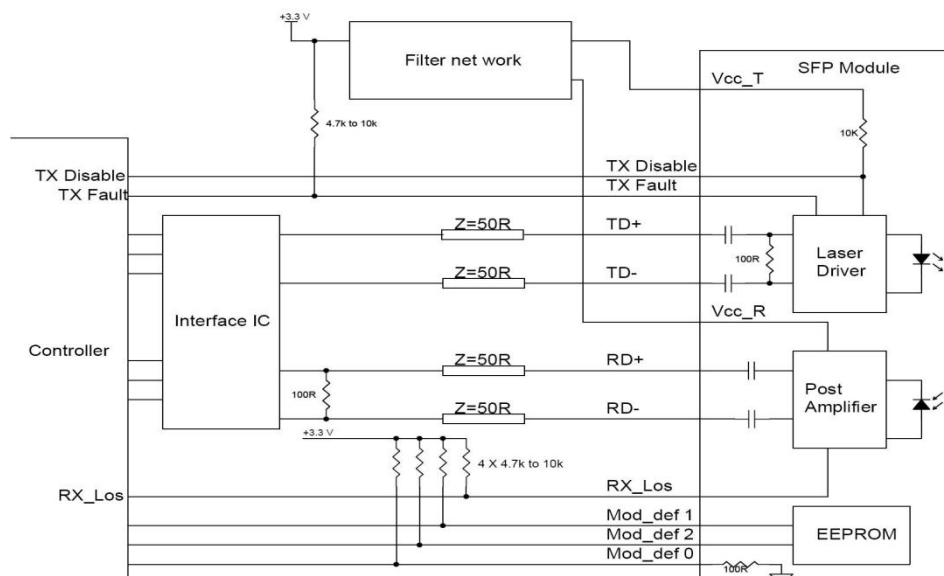 +3.3 V
Filter net work
SFP Module
Vcc_T
4.7k to 10k
10K
TX Disable
TX Disable
TX Fault
TX Fault
Z=50R
TD+
100R
Laser
Driver
Z=50R
TD-
Interface IC
Vcc_R
Controller
Z=50R
RD+
100R
Post
Amplifier
Z=50R
RD-
+3.3 V
4 X 4.7k to 10k
RX_Los
RX_Los
Mod_def 1
Mod_def 2
EEPROM
Mod_def 0
100R